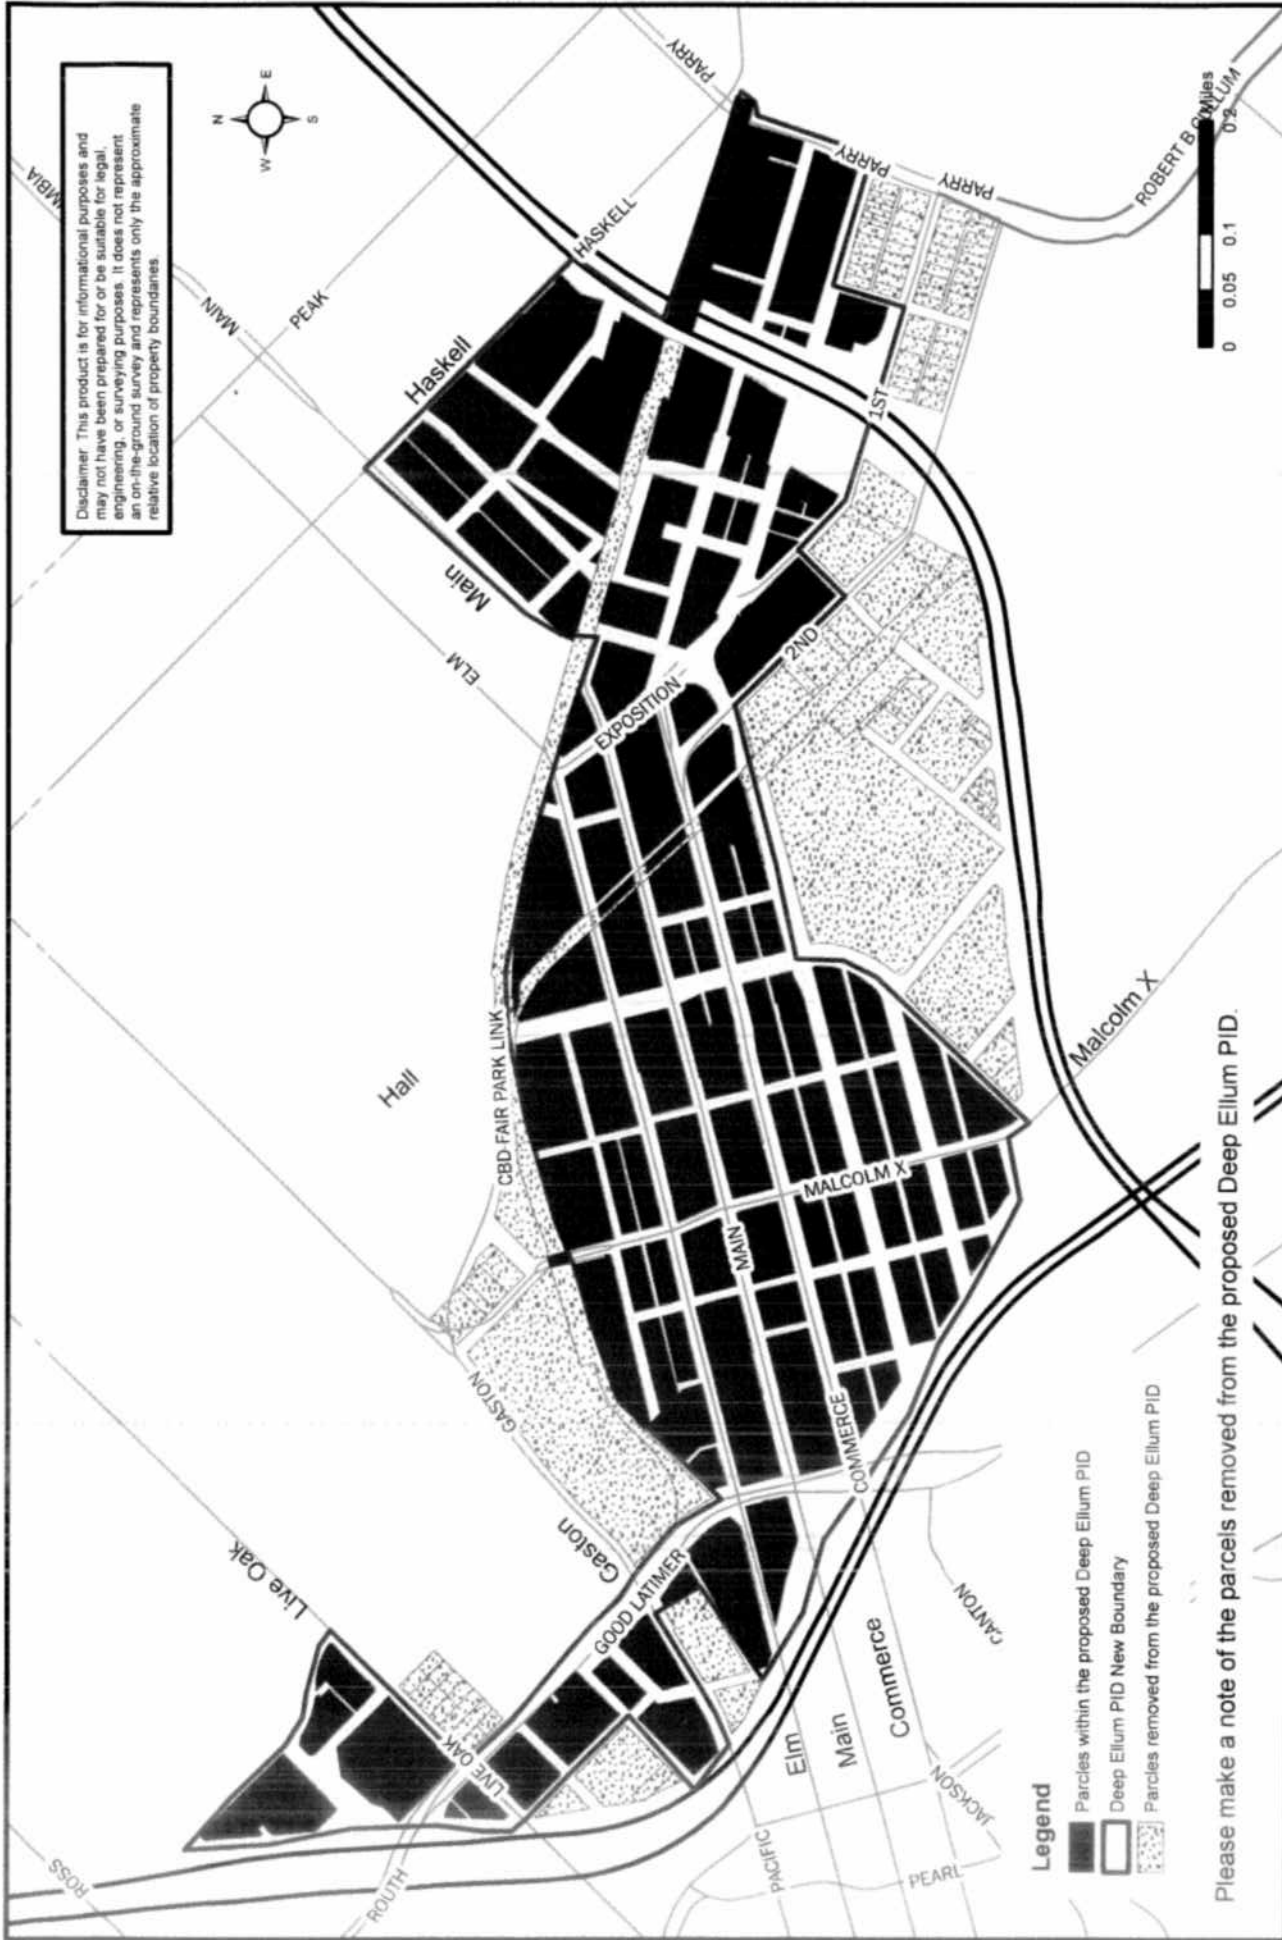 Disclaimer: This product is for informational purposes and
may not have been prepared for or be suitable for legal,
engineering, or surveying purposes. It does not represent
an on-the-ground survey and represents only the approximate
relative location of property boundaries.
N
W
E
S
MBIA
MAIN
PEAK
PARRY
HASKELL
Haskell
Main
ELM
PARRY
PARRY
ROBERT B CULLUM
1ST
2ND
EXPOSITION
Hall
CBD FAIR PARK LINK
MALCOLM X
Malcolm X
MAIN
COMMERCE
GASTON
Gaston
Live Oak
GOOD LATIMER
LIVE OAK
ROSS
ROUTH
PACIFIC
PEARL
JACKSON
CANTON
Elm
Main
Commerce
0 0.05 0.1 0.2
Miles
Legend
Parcles within the proposed Deep Ellum PID
Deep Ellum PID New Boundary
Parcles removed from the proposed Deep Ellum PID
Please make a note of the parcels removed from the proposed Deep Ellum PID.